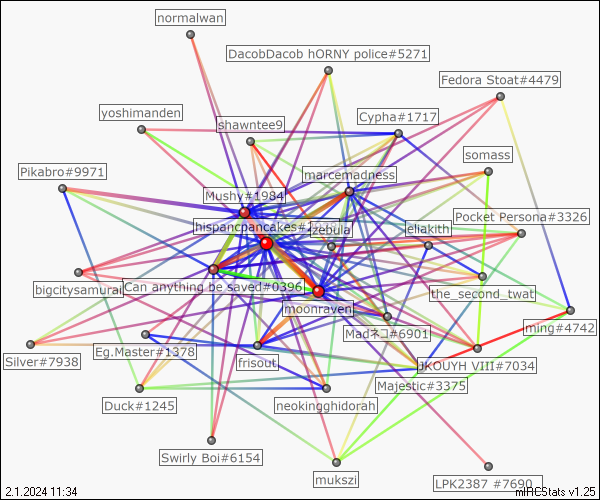 normalwan
DacobDacob hORNY police#5271
Fedora Stoat#4479
yoshimanden
shawntee9
Cypha#1717
somass
Pikabro#9971
marcemadness
Mushy#1984
Pocket Persona#3326
hispancpancakes#
zebula
eliakith
bigcitysamurai
Can anything be saved#0396
the_second_twat
moonraven
ming#4742
Madネコ#6901
Silver#7938
Eg.Master#1378
frisout
JKOUYH VIII#7034
Majestic#3375
Duck#1245
neokingghidorah
Swirly Boi#6154
mukszi
LPK2387 #7690
2.1.2024 11:34
mIRCStats v1.25